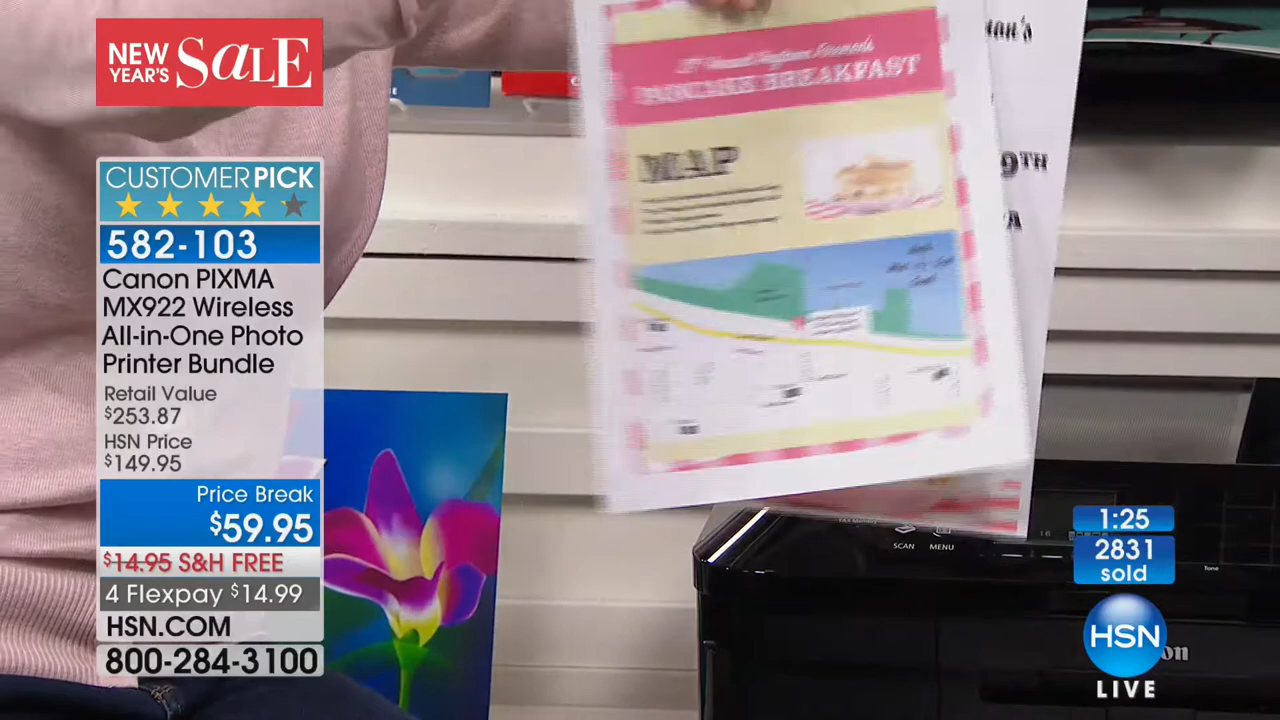 NEW
YEAR'S
SALE
CUSTOMER PICK
582-103
Canon PIXMA
MX922 Wireless
All-in-One Photo
Printer Bundle
Retail Value
$253.87
HSN Price
$149.95
Price Break
$59.95
$14.95 S&H FREE
4 Flexpay $14.99
HSN.COM
800-284-3100
PANCAKE BREAKFAST
MAP
9TH
SCAN
MENU
Tone
1:25
2831
sold
HSN
LIVE